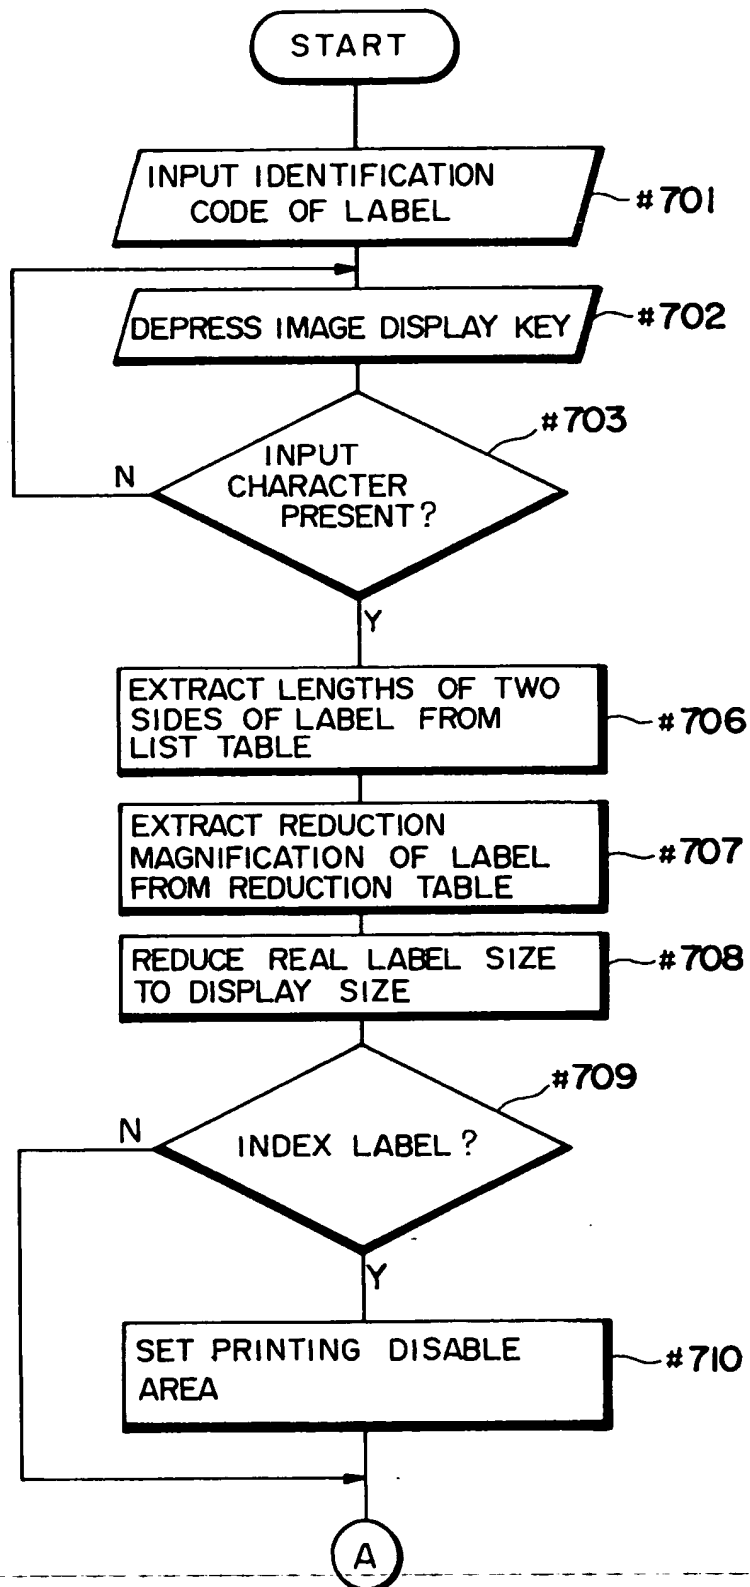 START
INPUT IDENTIFICATION
CODE OF LABEL
#701
DEPRESS IMAGE DISPLAY KEY
#702
#703
INPUT
CHARACTER
PRESENT?
N
Y
EXTRACT LENGTHS OF TWO
SIDES OF LABEL FROM
LIST TABLE
#706
EXTRACT REDUCTION
MAGNIFICATION OF LABEL
FROM REDUCTION TABLE
#707
REDUCE REAL LABEL SIZE
TO DISPLAY SIZE
#708
#709
N
INDEX LABEL?
Y
SET PRINTING DISABLE
AREA
#710
A